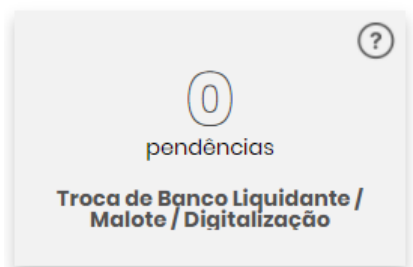 ?
0
pendências
Troca de Banco Liquidante /
Malote / Digitalização